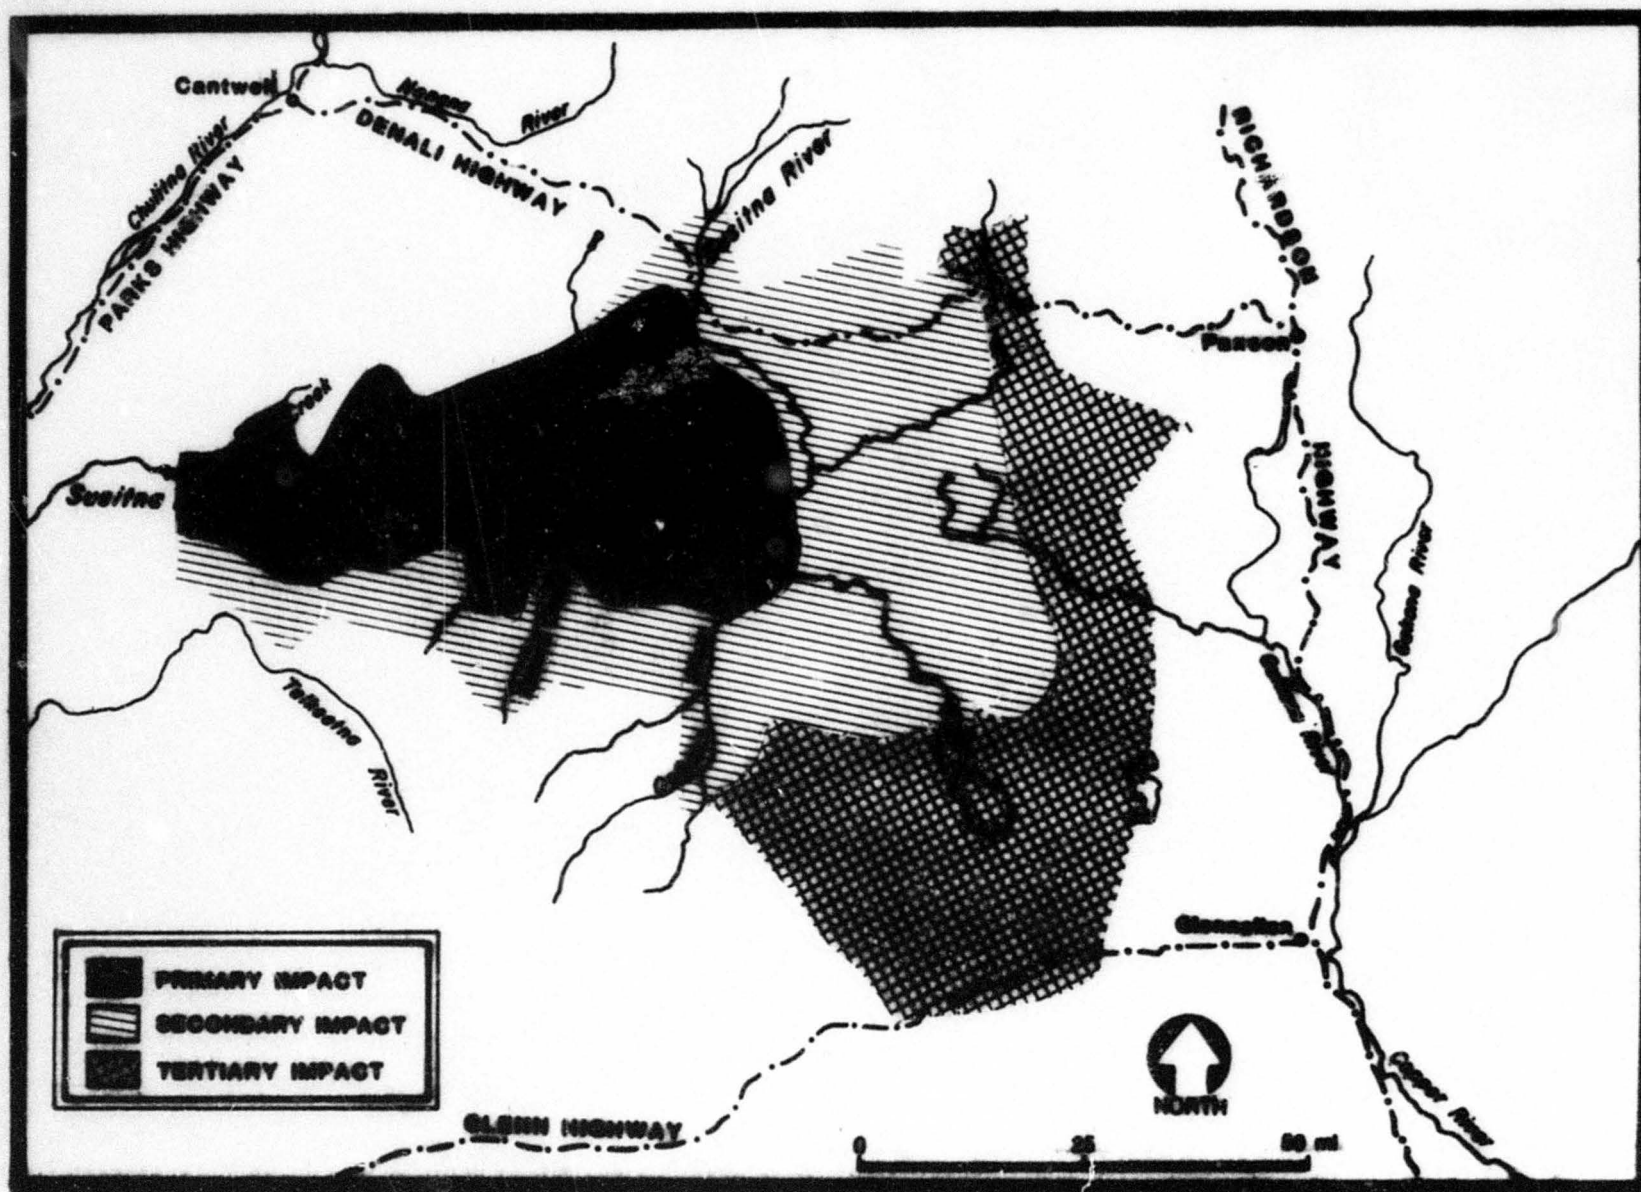 Cantwell
Nenana
River
DENALI HIGHWAY
Chulitna River
PARKS HIGHWAY
Susitna River
RICHARDSON
Paxson
Creek
Susitna
HIGHWAY
Gakona River
Talkeetna
River
Glennallen
PRIMARY IMPACT
SECONDARY IMPACT
TERTIARY IMPACT
NORTH
Copper River
GLENN HIGHWAY
0 25 50 mi